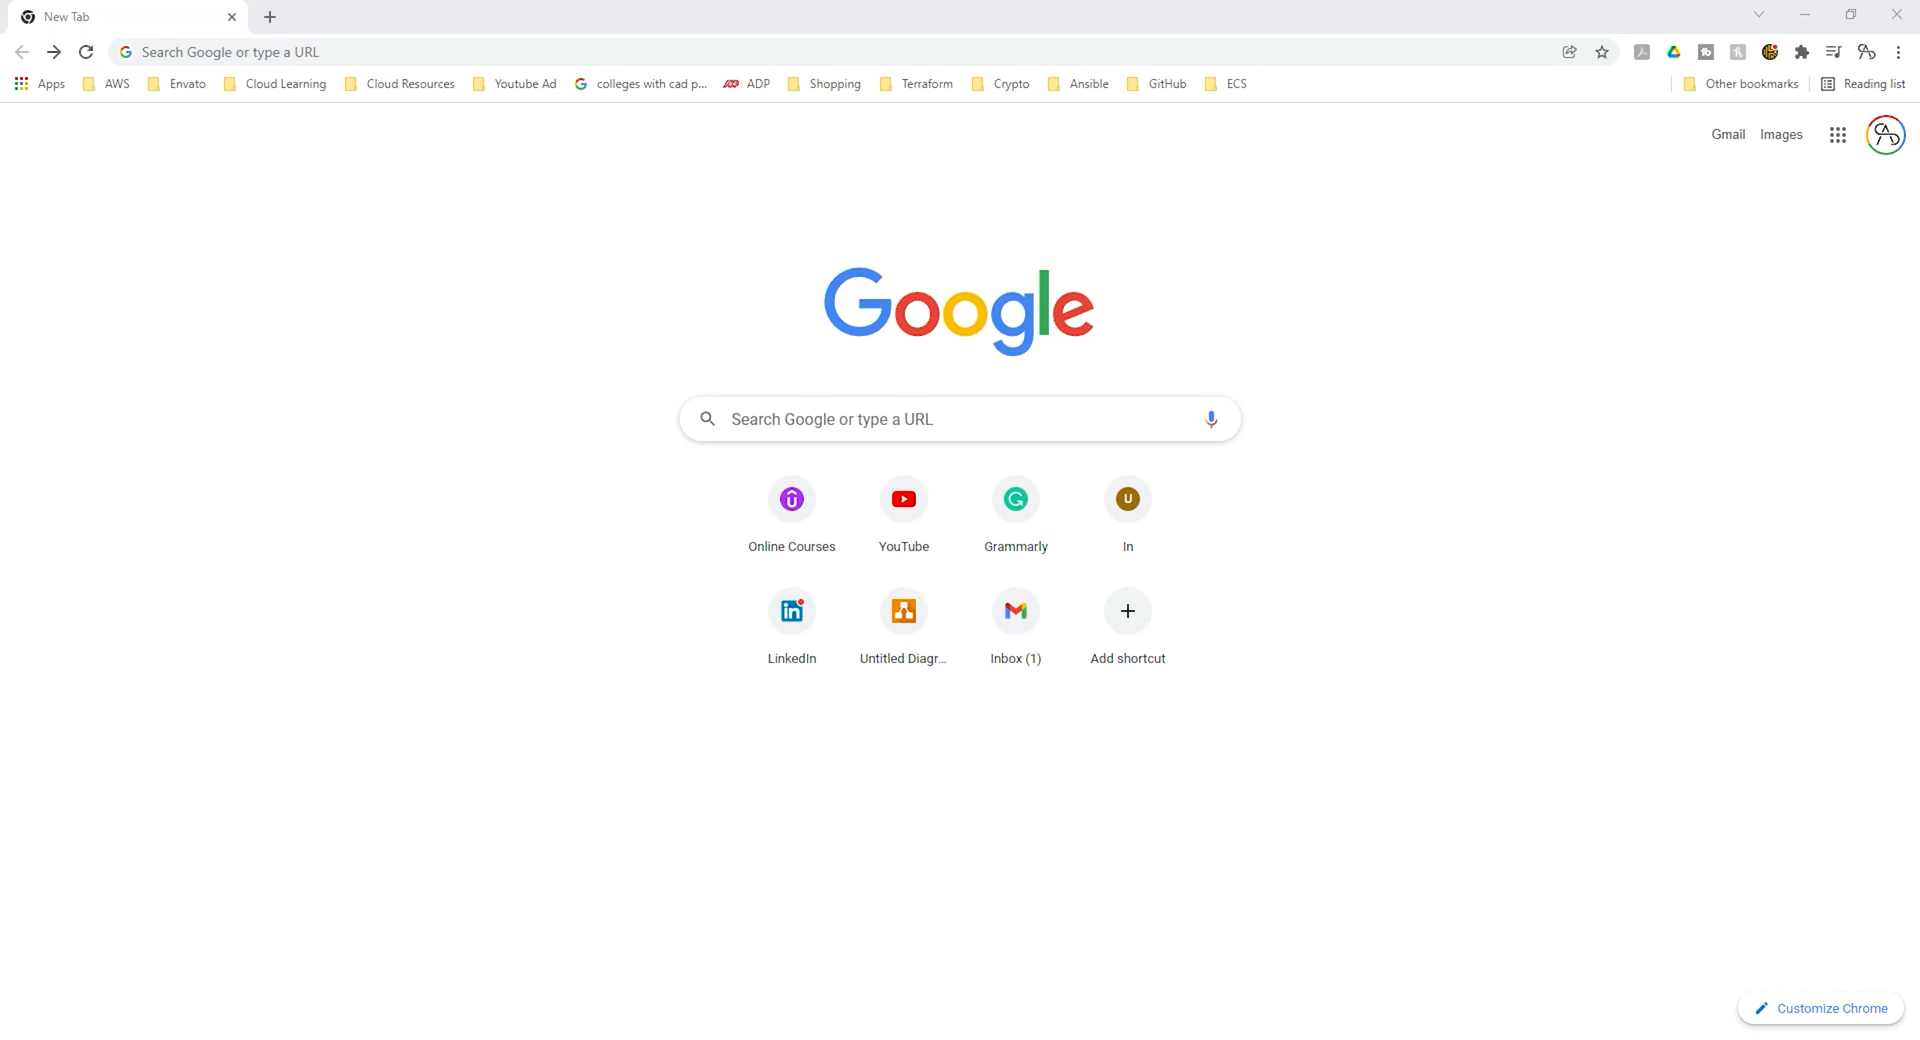 New Tab
Search Google or type a URL
Apps AWS Envato Cloud Learning Cloud Resources Youtube Ad colleges with cad p... ADP Shopping Terraform Crypto Ansible GitHub ECS Other bookmarks Reading list
Gmail Images
Google
Search Google or type a URL
U
Online Courses YouTube Grammarly In
in
LinkedIn Untitled Diagr... Inbox (1) Add shortcut
Customize Chrome